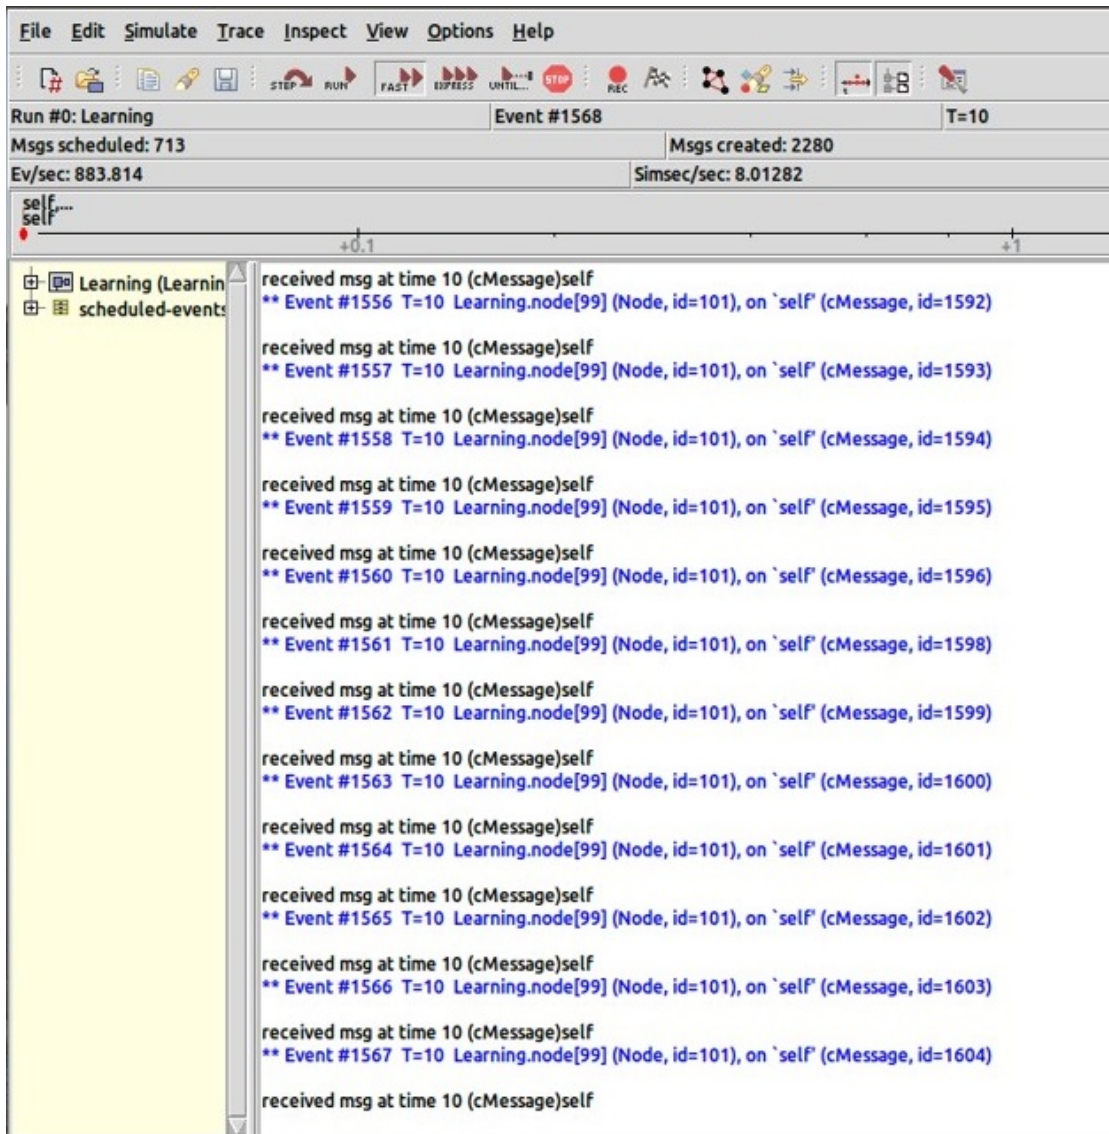 File Edit Simulate Trace Inspect View Options Help
STEP RUN FAST EXPRESS UNTIL... STOP REC
Run #0: Learning Event #1568 T=10
Msgs scheduled: 713 Msgs created: 2280
Ev/sec: 883.814 Simsec/sec: 8.01282
self,...
self
+0.1 +1
Learning (Learnin
scheduled-events
received msg at time 10 (cMessage)self
** Event #1556 T=10 Learning.node[99] (Node, id=101), on `self' (cMessage, id=1592)
received msg at time 10 (cMessage)self
** Event #1557 T=10 Learning.node[99] (Node, id=101), on `self' (cMessage, id=1593)
received msg at time 10 (cMessage)self
** Event #1558 T=10 Learning.node[99] (Node, id=101), on `self' (cMessage, id=1594)
received msg at time 10 (cMessage)self
** Event #1559 T=10 Learning.node[99] (Node, id=101), on `self' (cMessage, id=1595)
received msg at time 10 (cMessage)self
** Event #1560 T=10 Learning.node[99] (Node, id=101), on `self' (cMessage, id=1596)
received msg at time 10 (cMessage)self
** Event #1561 T=10 Learning.node[99] (Node, id=101), on `self' (cMessage, id=1598)
received msg at time 10 (cMessage)self
** Event #1562 T=10 Learning.node[99] (Node, id=101), on `self' (cMessage, id=1599)
received msg at time 10 (cMessage)self
** Event #1563 T=10 Learning.node[99] (Node, id=101), on `self' (cMessage, id=1600)
received msg at time 10 (cMessage)self
** Event #1564 T=10 Learning.node[99] (Node, id=101), on `self' (cMessage, id=1601)
received msg at time 10 (cMessage)self
** Event #1565 T=10 Learning.node[99] (Node, id=101), on `self' (cMessage, id=1602)
received msg at time 10 (cMessage)self
** Event #1566 T=10 Learning.node[99] (Node, id=101), on `self' (cMessage, id=1603)
received msg at time 10 (cMessage)self
** Event #1567 T=10 Learning.node[99] (Node, id=101), on `self' (cMessage, id=1604)
received msg at time 10 (cMessage)self